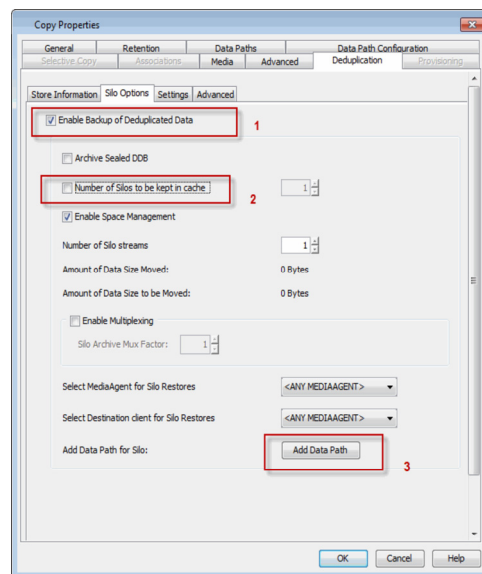 Copy Properties
General Retention Data Paths Data Path Configuration
Selective Copy Associations Media Advanced Deduplication Provisioning
Store Information Silo Options Settings Advanced
Enable Backup of Deduplicated Data
1
Archive Sealed DDB
Number of Silos to be kept in cache 1
2
Enable Space Management
Number of Silo streams 1
Amount of Data Size Moved: 0 Bytes
Amount of Data Size to be Moved: 0 Bytes
Enable Multiplexing
Silo Archive Mux Factor: 1
Select MediaAgent for Silo Restores <ANY MEDIAAGENT>
Select Destination client for Silo Restores <ANY MEDIAAGENT>
Add Data Path for Silo: Add Data Path
3
OK Cancel Help